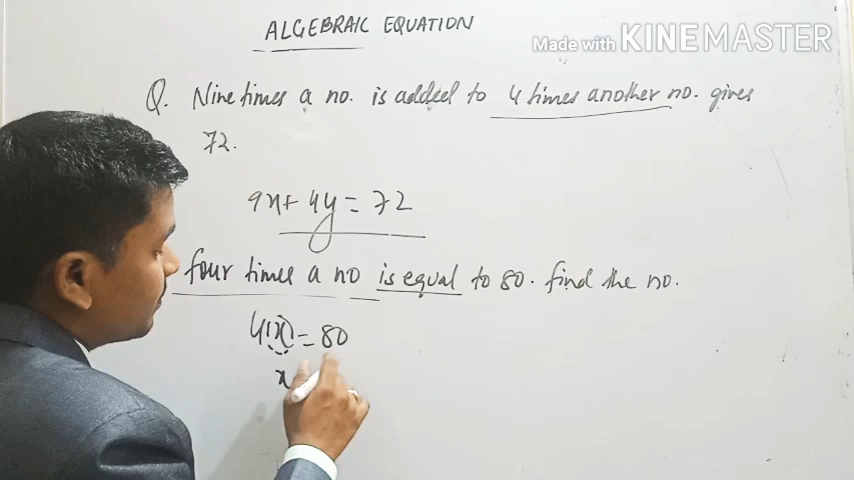 ALGEBRAIC EQUATION
Made with KINEMASTER
Q. Nine times a no. is added to 4 times another no. gives
72.
9x+ 4y = 72
four times a no is equal to 80. find the no.
4(x) = 80
x